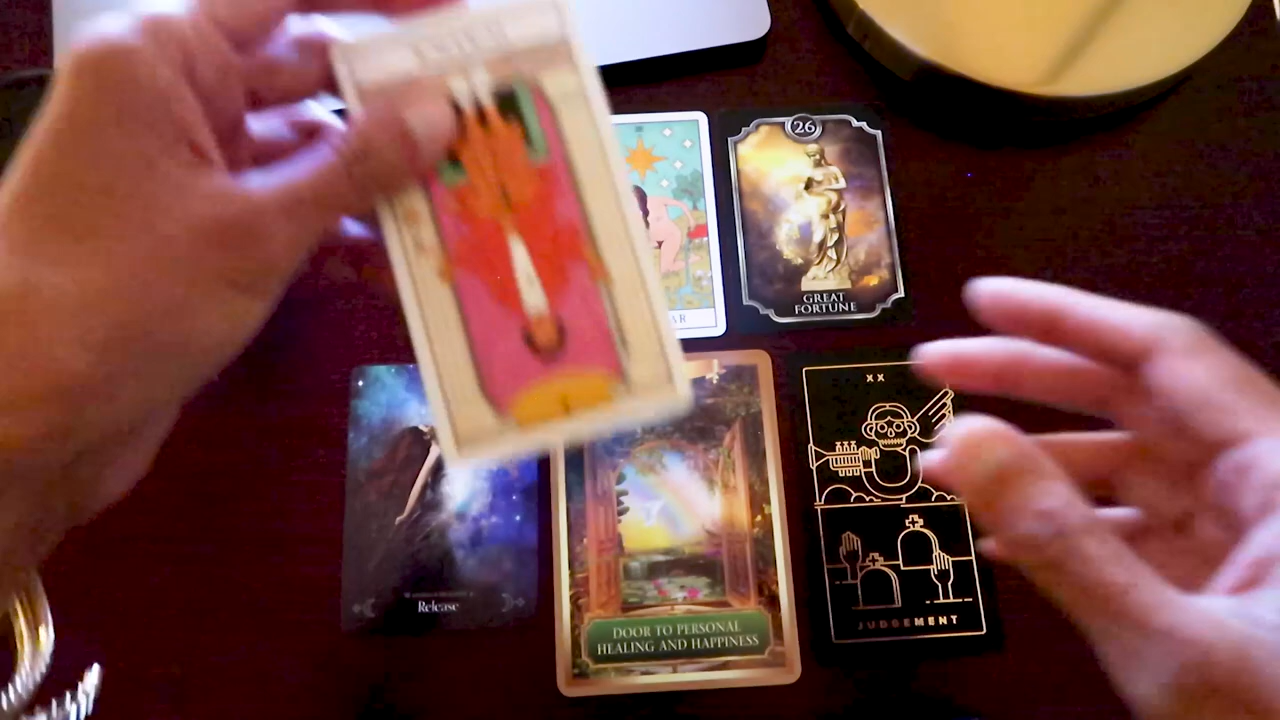 26
GREAT
FORTUNE
XX
Release
DOOR TO PERSONAL
HEALING AND HAPPINESS
JUDGEMENT